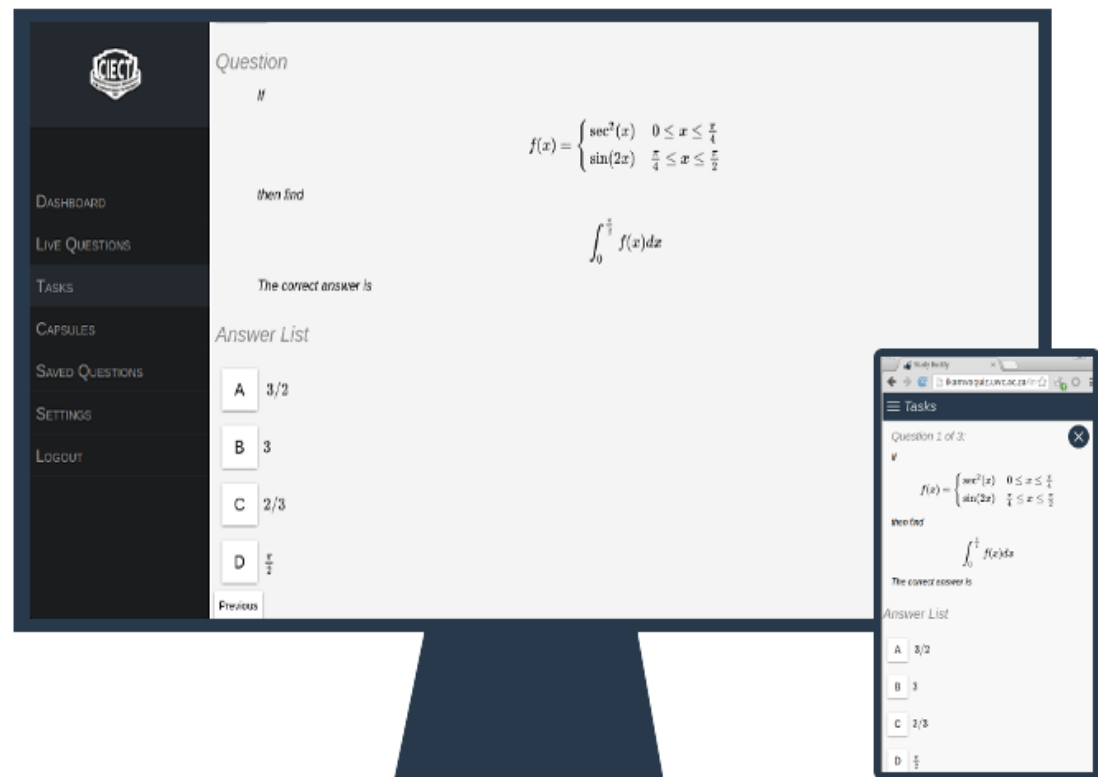 CIECT
DASHBOARD
LIVE QUESTIONS
TASKS
CAPSULES
SAVED QUESTIONS
SETTINGS
LOGOUT
Question
If
f(x) = { sec²(x) 0 ≤ x ≤ π/4
sin(2x) π/4 ≤ x ≤ π/2
then find
∫₀^(π/2) f(x)dx
The correct answer is
Answer List
A 3/2
B 3
C 2/3
D π/2
Previous
Study Buddy
Tasks
Question 1 of 3:
If
f(x) = { sec²(x) 0 ≤ x ≤ π/4
sin(2x) π/4 ≤ x ≤ π/2
then find
∫₀^(π/2) f(x)dx
The correct answer is
Answer List
A 3/2
B 3
C 2/3
D π/2